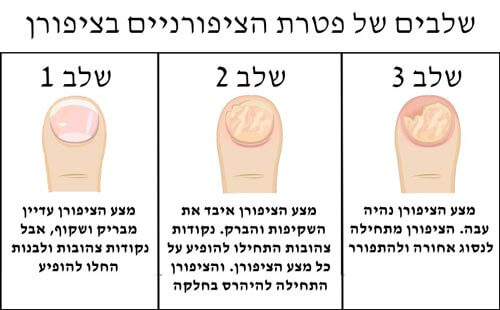 שלבים של פטרת הציפורניים בציפורן
שלב 1
מצע הציפורן עדיין
מבריק ושקוף, אבל
נקודות צהובות ולבנות
החלו להופיע
שלב 2
מצע הציפורן איבד את
השקיפות והברק. נקודות
צהובות התחילו להופיע על
כל מצע הציפורן. והציפורן
התחילה להיהרס בחלקה
שלב 3
מצע הציפורן נהיה
עבה. הציפורן מתחילה
לנסוג אחורה ולהתפורר